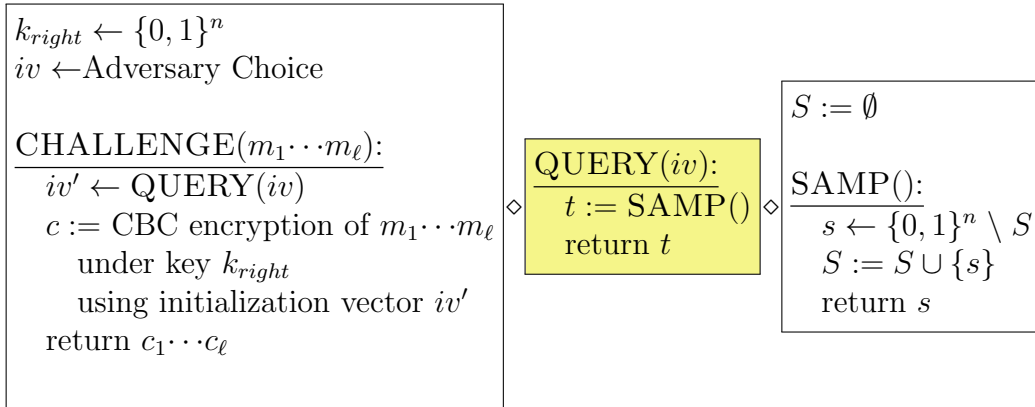 k_right ← {0, 1}^n
iv ←Adversary Choice
CHALLENGE(m_1···m_ℓ):
iv′ ← QUERY(iv)
c := CBC encryption of m_1···m_ℓ
under key k_right
using initialization vector iv′
return c_1···c_ℓ
⋄
QUERY(iv):
t := SAMP()
return t
⋄
S := ∅
SAMP():
s ← {0, 1}^n \ S
S := S ∪ {s}
return s